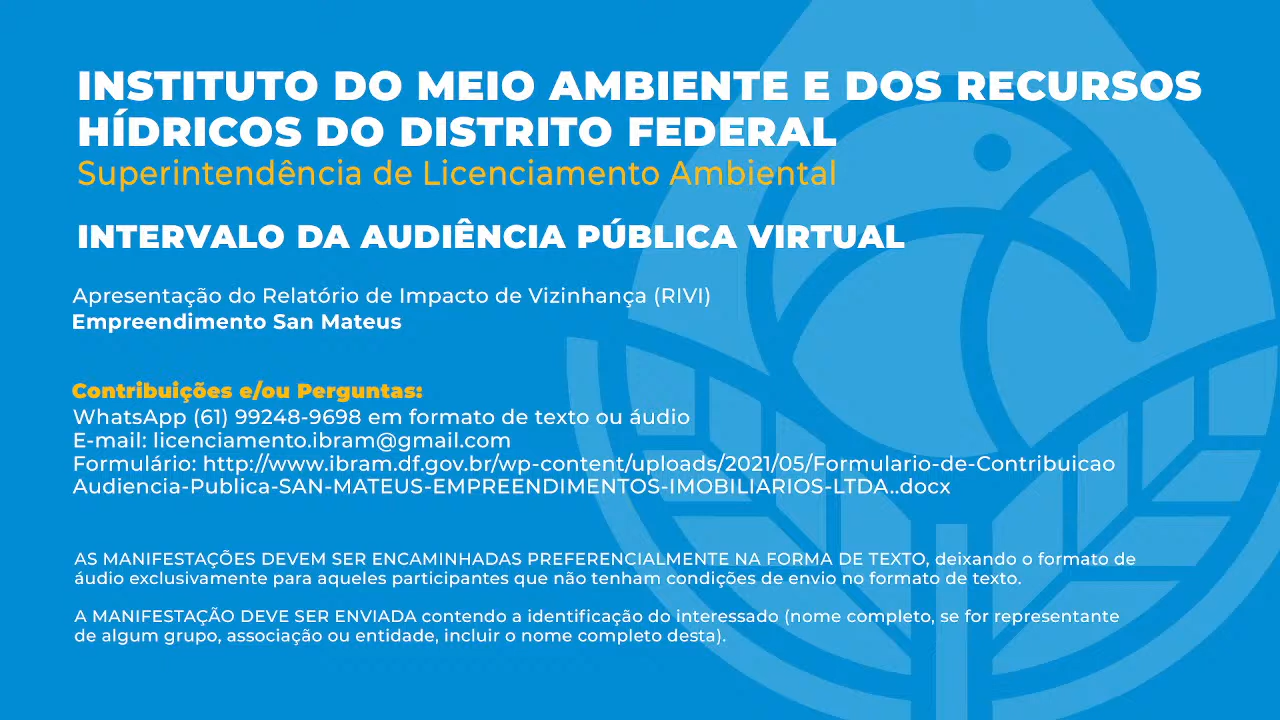 INSTITUTO DO MEIO AMBIENTE E DOS RECURSOS
HÍDRICOS DO DISTRITO FEDERAL
Superintendência de Licenciamento Ambiental
INTERVALO DA AUDIÊNCIA PÚBLICA VIRTUAL
Apresentação do Relatório de Impacto de Vizinhança (RIVI)
Empreendimento San Mateus
Contribuições e/ou Perguntas:
WhatsApp (61) 99248-9698 em formato de texto ou áudio
E-mail: licenciamento.ibram@gmail.com
Formulário: http://www.ibram.df.gov.br/wp-content/uploads/2021/05/Formulario-de-Contribuicao
Audiencia-Publica-SAN-MATEUS-EMPREENDIMENTOS-IMOBILIARIOS-LTDA..docx
AS MANIFESTAÇÕES DEVEM SER ENCAMINHADAS PREFERENCIALMENTE NA FORMA DE TEXTO, deixando o formato de
áudio exclusivamente para aqueles participantes que não tenham condições de envio no formato de texto.
A MANIFESTAÇÃO DEVE SER ENVIADA contendo a identificação do interessado (nome completo, se for representante
de algum grupo, associação ou entidade, incluir o nome completo desta).